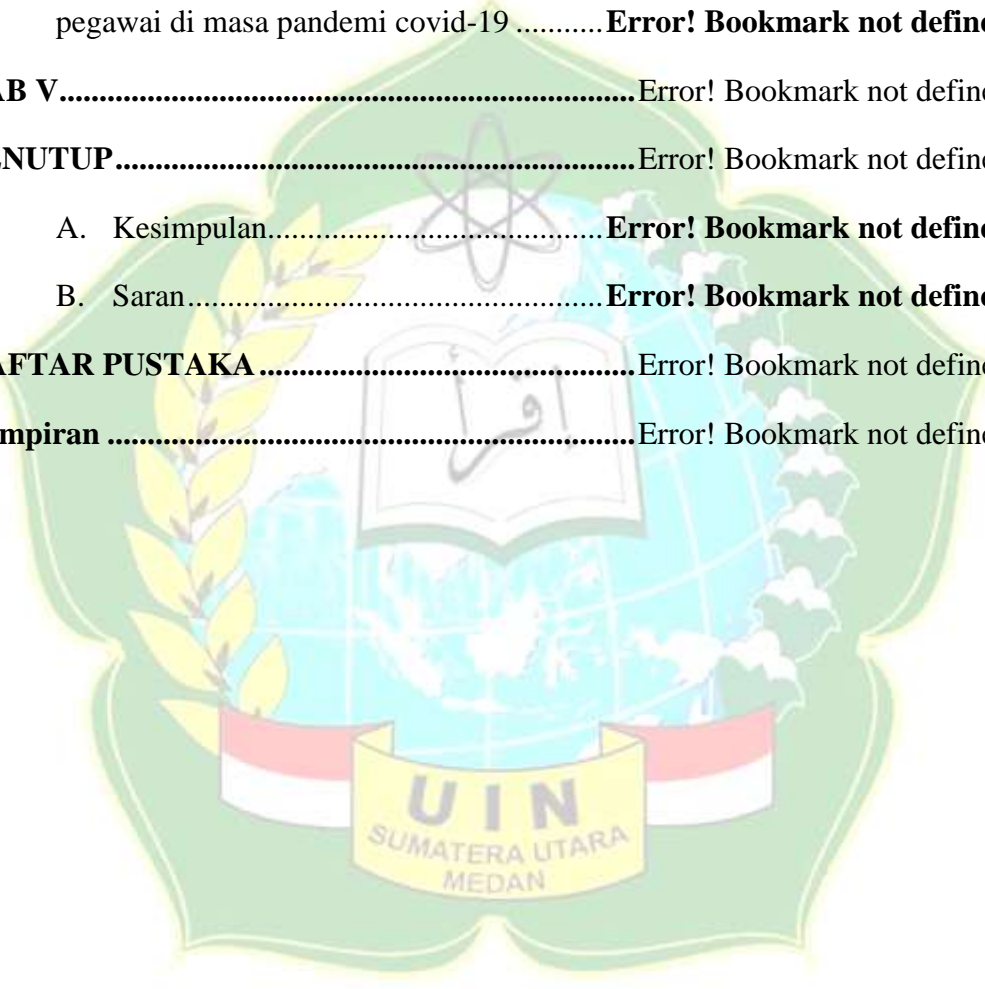 pegawai di masa pandemi covid-19 ...........Error! Bookmark not define
AB V.......................................................................Error! Bookmark not define
ENUTUP................................................................Error! Bookmark not define
A. Kesimpulan..........................................Error! Bookmark not define
B. Saran....................................................Error! Bookmark not define
AFTAR PUSTAKA ...............................................Error! Bookmark not define
mpiran .................................................................Error! Bookmark not define
اقرأ
UIN
SUMATERA UTARA
MEDAN